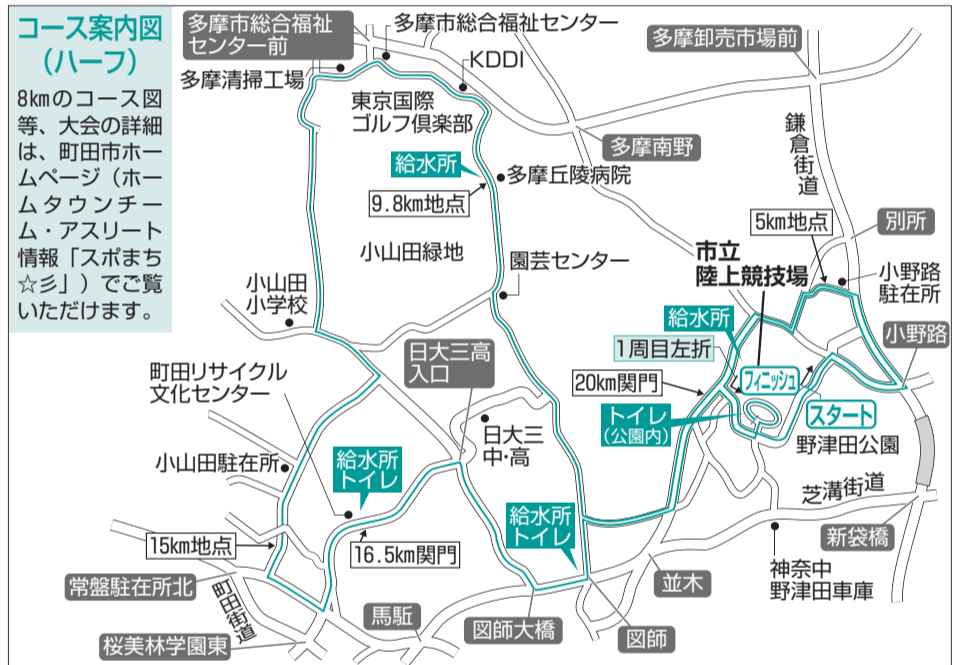 コース案内図
（ハーフ）
8kmのコース図
等、大会の詳細
は、町田市ホー
ムページ（ホー
ムタウンチー
ム・アスリート
情報「スポまち
☆彡」）でご覧
いただけます。
多摩市総合福祉
センター前
多摩市総合福祉センター
多摩清掃工場
KDDI
多摩卸売市場前
東京国際
ゴルフ倶楽部
多摩南野
鎌倉街道
給水所
多摩丘陵病院
9.8km地点
5km地点
別所
小山田緑地
園芸センター
市立
陸上競技場
小野路
駐在所
小山田
小学校
給水所
小野路
1周目左折
日大三高
入口
町田リサイクル
文化センター
20km関門
フィニッシュ
スタート
トイレ
（公園内）
日大三
中・高
野津田公園
小山田駐在所
給水所
トイレ
芝溝街道
給水所
トイレ
新袋橋
15km地点
16.5km関門
神奈中
野津田車庫
常盤駐在所北
並木
町田街道
馬駈
図師大橋
図師
桜美林学園東